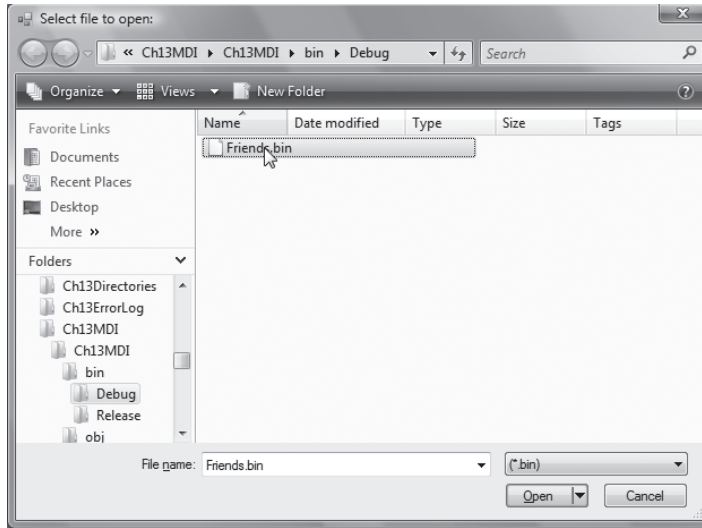 Select file to open:
« Ch13MDI ▸ Ch13MDI ▸ bin ▸ Debug
Search
Organize Views New Folder
Favorite Links
Documents
Recent Places
Desktop
More »
Folders
Ch13Directories
Ch13ErrorLog
Ch13MDI
Ch13MDI
bin
Debug
Release
obj
Name Date modified Type Size Tags
Friends.bin
File name: Friends.bin (*.bin)
Open Cancel